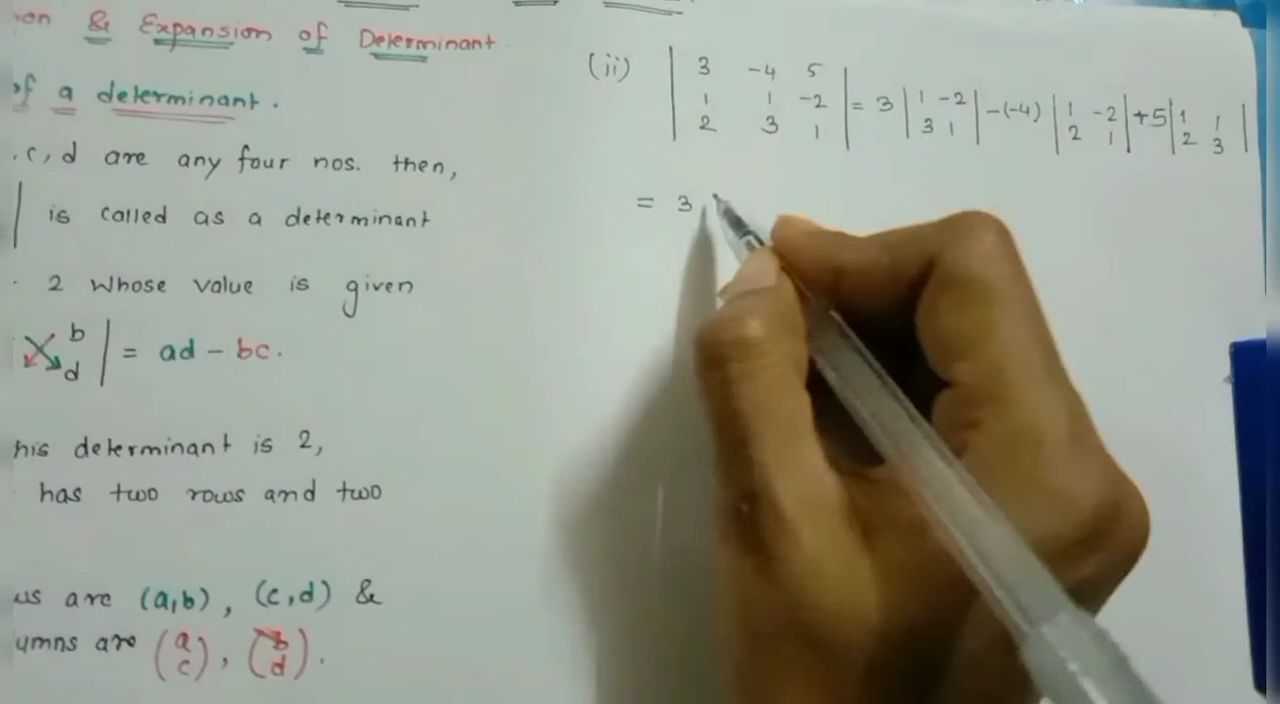 & Expansion of Determinant
of a determinant.
c, d are any four nos. then,
| is called as a determinant
2 whose value is given
b
d | = ad - bc.
his determinant is 2,
has two rows and two
us are (a,b), (c,d) &
umns are (a c), (b d).
(ii) | 3 -4 5 |
| 1 1 -2 | = 3 | 1 -2 | -(-4) | 1 -2 | +5 | 1 1 |
| 2 3 1 | | 3 1 | | 2 1 | | 2 3 |
= 3